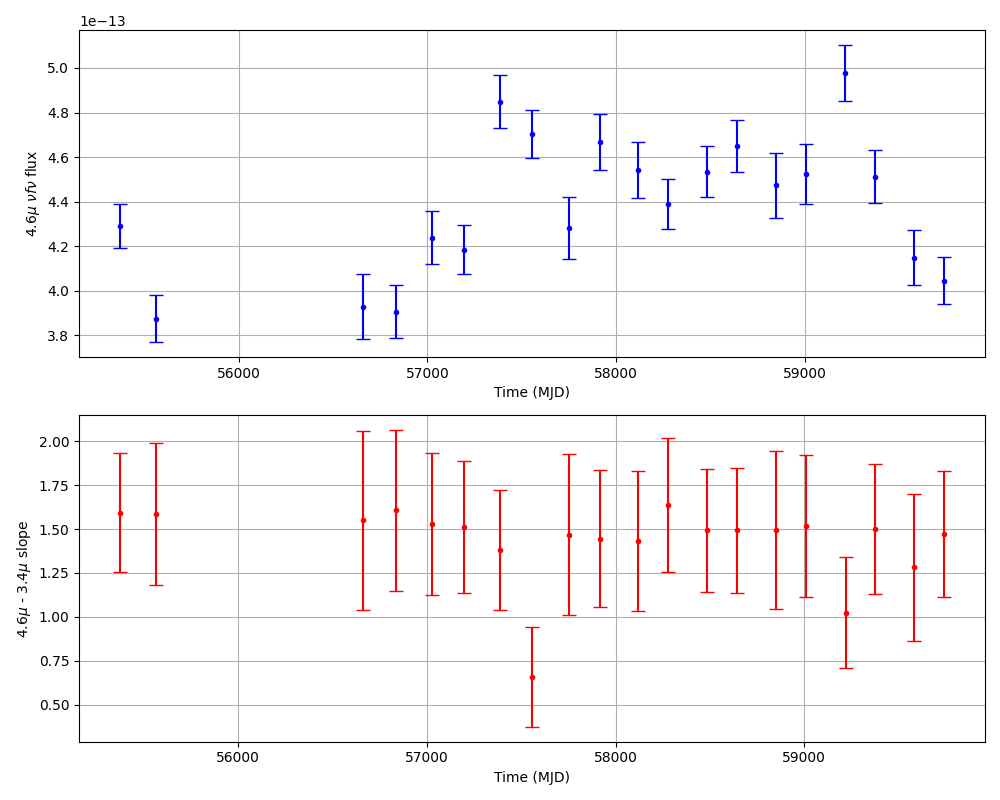 1e−13
5.0
4.8
4.6
4.4
4.2
4.0
3.8
4.6μ νfν flux
56000 57000 58000 59000
Time (MJD)
2.00
1.75
1.50
1.25
1.00
0.75
0.50
4.6μ - 3.4μ slope
56000 57000 58000 59000
Time (MJD)